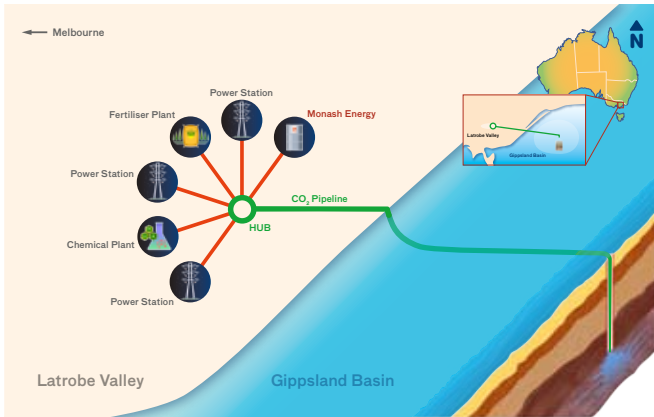 Melbourne
N
Power Station
Fertiliser Plant
Monash Energy
Latrobe Valley
Gippsland Basin
Power Station
CO₂ Pipeline
HUB
Chemical Plant
Power Station
Latrobe Valley
Gippsland Basin